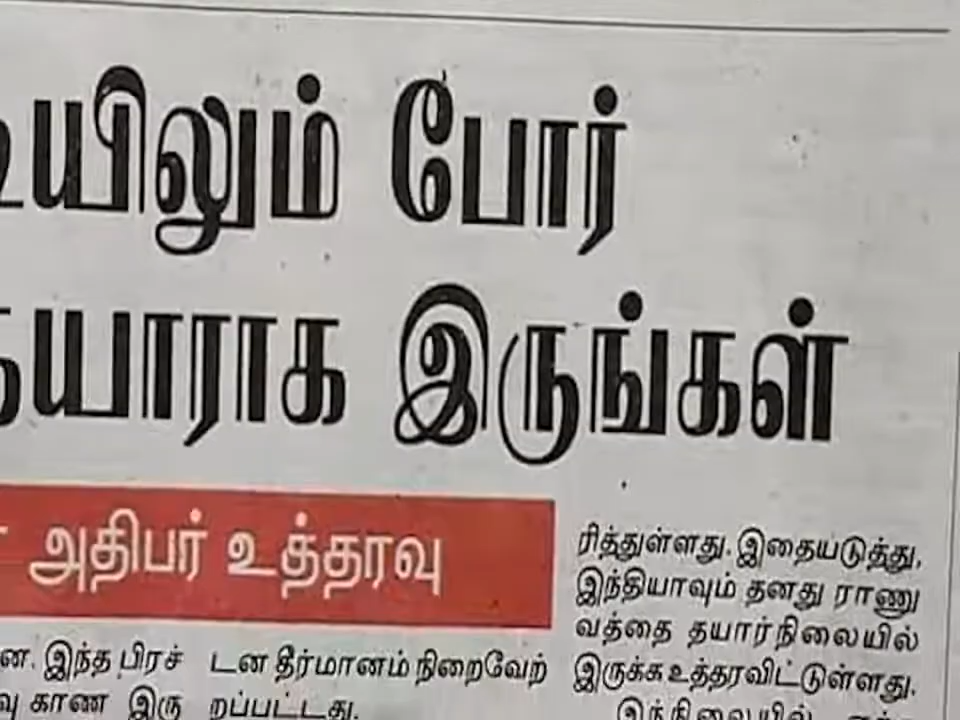 போர்
இருங்கள்
அதிபர் உத்தரவு
ரித்துள்ளது. இதையடுத்து,
இந்தியாவும் தனது ராணு
வத்தை தயார்நிலையில்
இருக்க உத்தரவிட்டுள்ளது.
இந்த பிரச்
காண இரு
டன தீர்மானம் நிறைவேற்
றப்பட்டது.